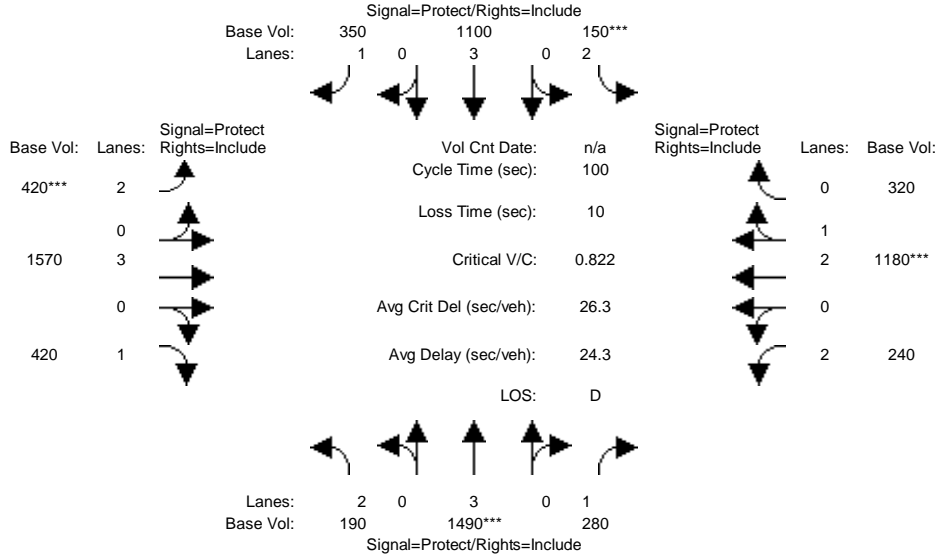 Signal=Protect/Rights=Include
Base Vol: 350 1100 150***
Lanes: 1 0 3 0 2
Signal=Protect
Base Vol: Lanes: Rights=Include
Vol Cnt Date: n/a
Signal=Protect
Rights=Include Lanes: Base Vol:
Cycle Time (sec): 100
420*** 2
0 320
Loss Time (sec): 10
0
1
1570 3
Critical V/C: 0.822
2 1180***
0
Avg Crit Del (sec/veh): 26.3
0
420 1
Avg Delay (sec/veh): 24.3
2 240
LOS: D
Lanes: 2 0 3 0 1
Base Vol: 190 1490*** 280
Signal=Protect/Rights=Include